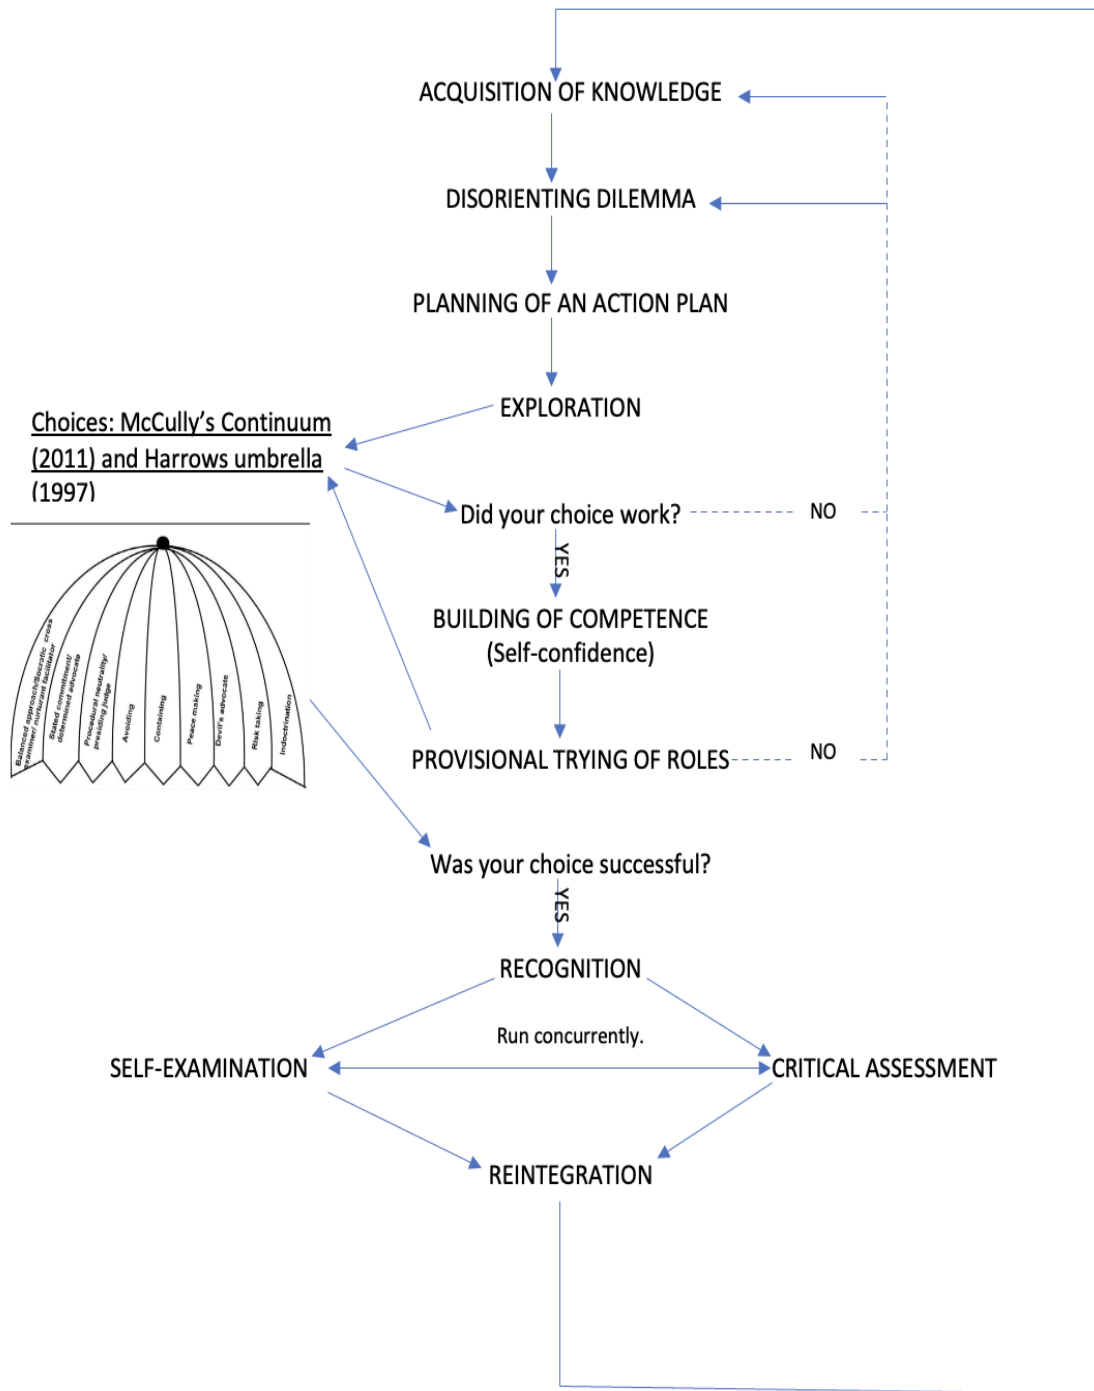 ACQUISITION OF KNOWLEDGE
DISORIENTING DILEMMA
PLANNING OF AN ACTION PLAN
EXPLORATION
Choices: McCully's Continuum
(2011) and Harrows umbrella
(1997)
Did your choice work?
NO
YES
BUILDING OF COMPETENCE
(Self-confidence)
Balanced approach/Socratic cross
examiner/ nurturant facilitator
Stated commitment/
determined advocate
Procedural neutrality/
presiding judge
Avoiding
Containing
Peace making
Devil's advocate
Risk taking
Indoctrination
PROVISIONAL TRYING OF ROLES
NO
Was your choice successful?
YES
RECOGNITION
Run concurrently.
SELF-EXAMINATION
CRITICAL ASSESSMENT
REINTEGRATION